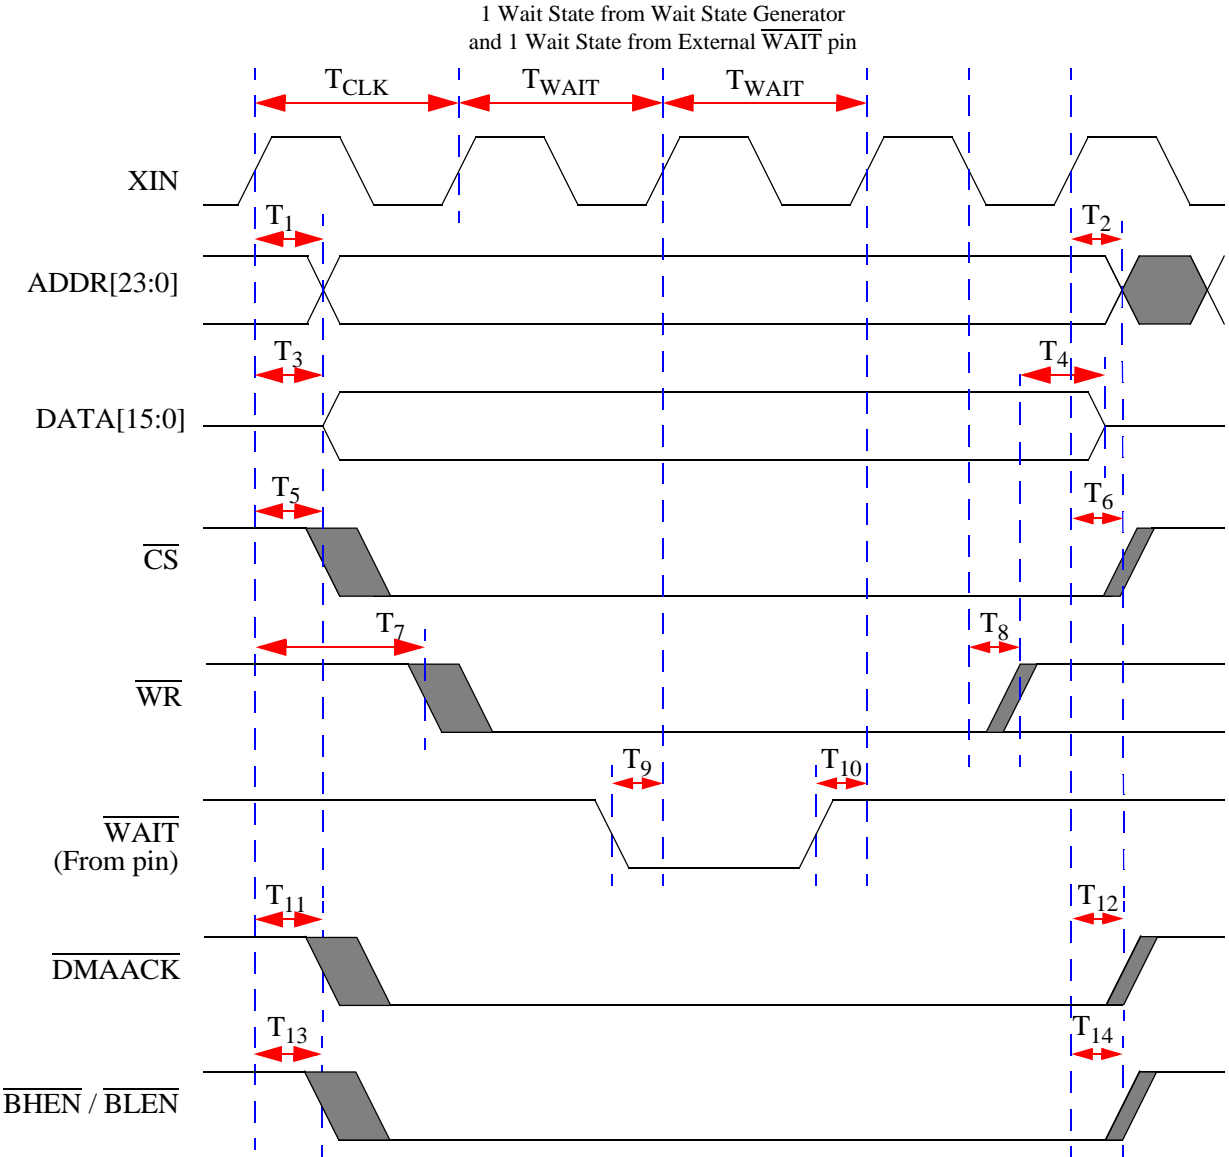 1 Wait State from Wait State Generator
and 1 Wait State from External WAIT pin
TCLK TWAIT TWAIT
XIN
T1 T2
ADDR[23:0]
T3 T4
DATA[15:0]
T5 T6
CS
T7 T8
WR
T9 T10
WAIT
(From pin)
T11 T12
DMAACK
T13 T14
BHEN / BLEN